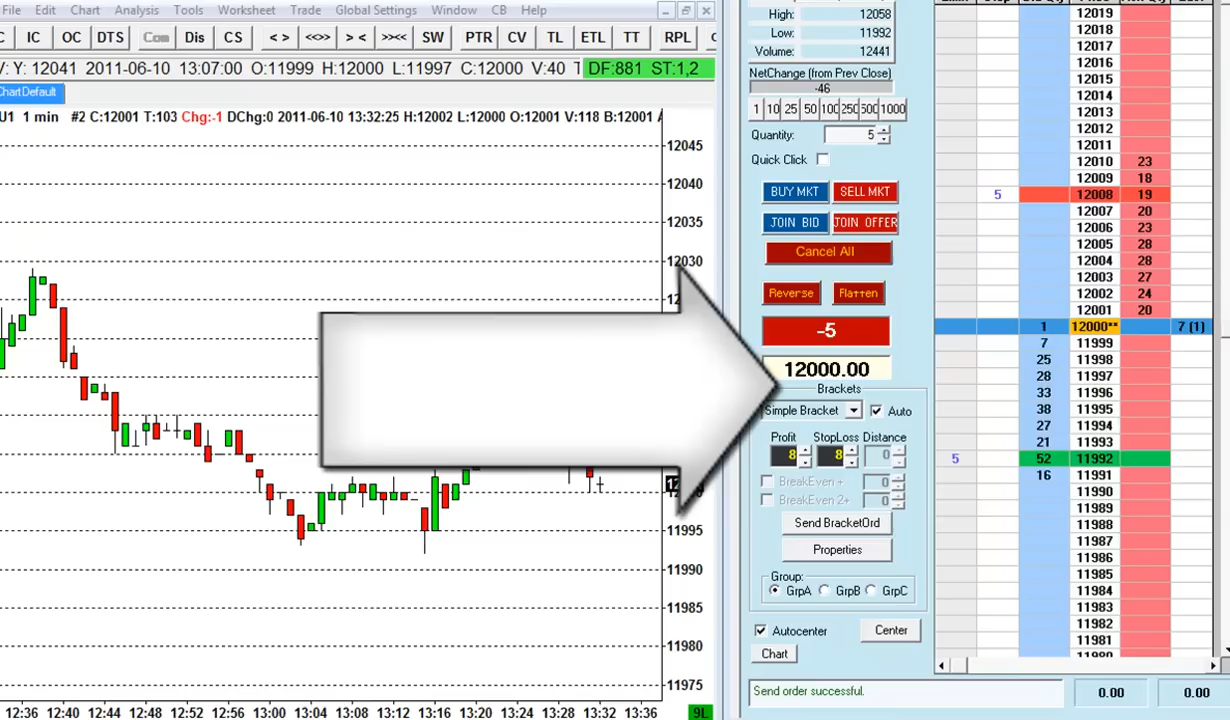 File Edit Chart Analysis Tools Worksheet Trade Global Settings Window CB Help
IC OC DTS Com Dis CS < > <<>> > < >><< SW PTR CV TL ETL TT RPL
V: Y: 12041 2011-06-10 13:07:00 O:11999 H:12000 L:11997 C:12000 V:40 T DF:881 ST:1,2
ChartDefault
U1 1 min #2 C:12001 T:103 Chg:-1 DChg:0 2011-06-10 13:32:25 H:12002 L:12000 O:12001 V:118 B:12001 A
12045
12040
12035
12030
11995
11990
11985
11980
11975
12:36 12:40 12:44 12:48 12:52 12:56 13:00 13:04 13:08 13:12 13:16 13:20 13:24 13:28 13:32 13:36 9L
High: 12058
Low: 11992
Volume: 12441
NetChange (from Prev Close)
-46
1 10 25 50 100 250 500 1000
Quantity: 5
Quick Click
BUY MKT SELL MKT
JOIN BID JOIN OFFER
Cancel All
Reverse Flatten
-5
12000.00
Brackets
Simple Bracket Auto
Profit StopLoss Distance
8 8 0
BreakEven + 0
BreakEven 2+ 0
Send BracketOrd
Properties
Group:
GrpA GrpB GrpC
Autocenter Center
Chart
Send order successful.
12019
12018
12017
12016
12015
12014
12013
12012
12011
12010 23
12009 18
5 12008 19
12007 20
12006 23
12005 28
12004 28
12003 27
12002 24
12001 20
1 12000** 7 (1)
7 11999
25 11998
28 11997
33 11996
38 11995
27 11994
21 11993
5 52 11992
16 11991
11990
11989
11988
11987
11986
11985
11984
11983
11982
11981
11980
0.00 0.00